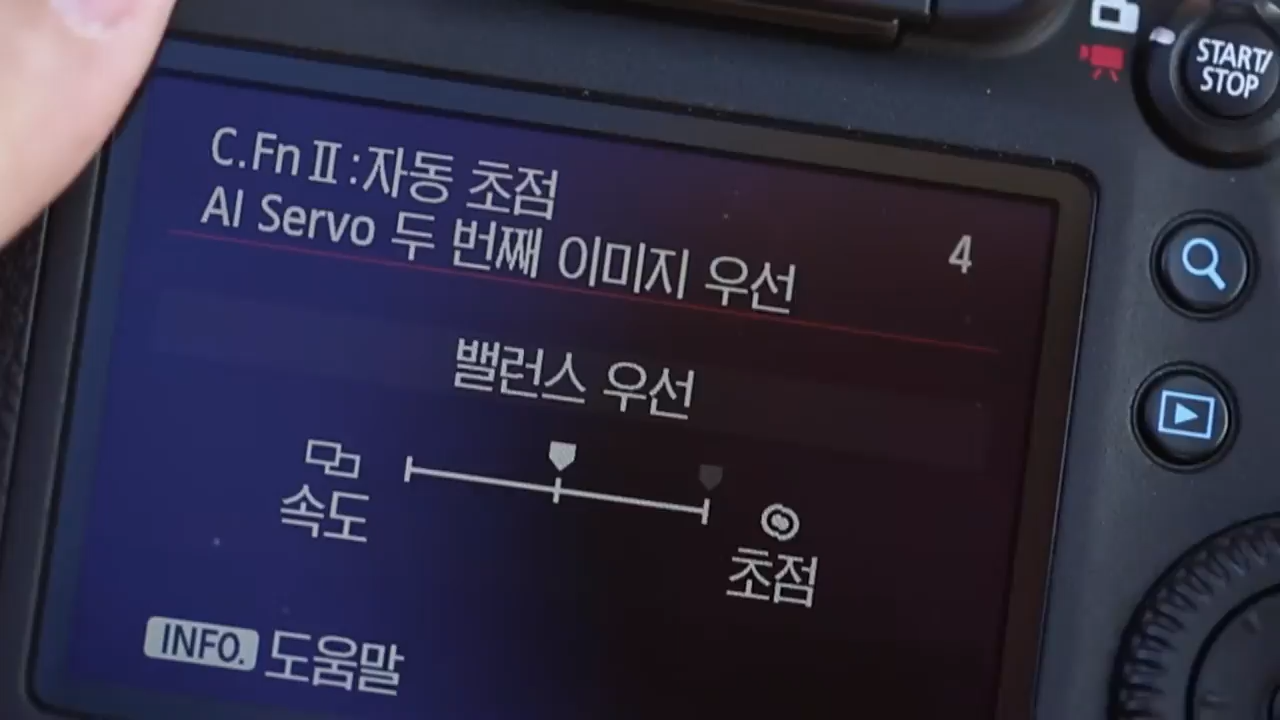 START/
STOP
C.Fn II:자동 초점
AI Servo 두 번째 이미지 우선
4
밸런스 우선
속도
초점
INFO. 도움말